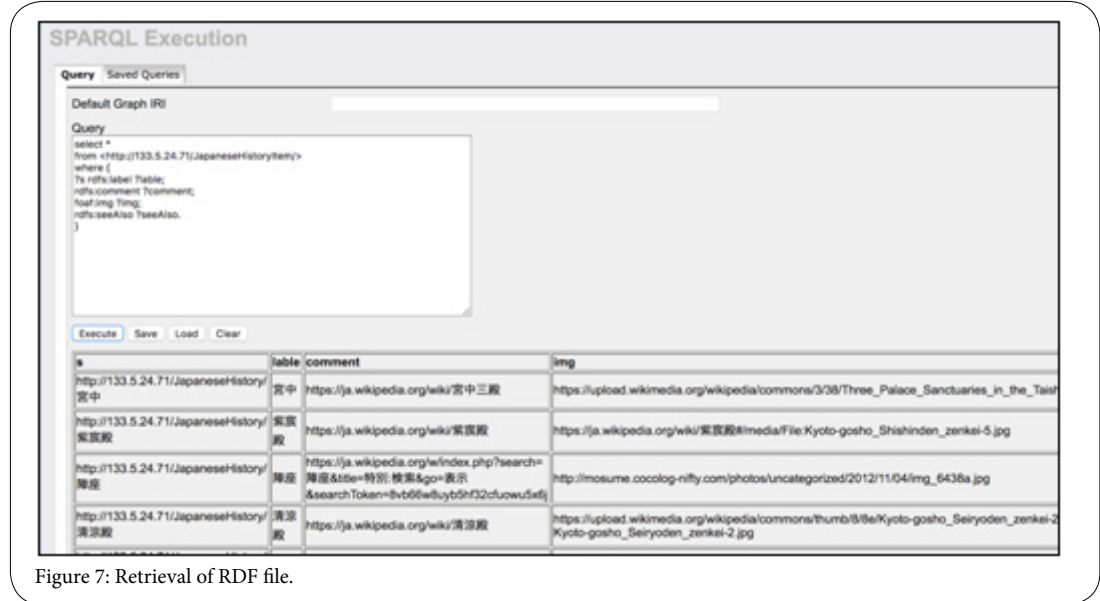 SPARQL Execution
Query Saved Queries
Default Graph IRI
Query
select *
from <http://133.5.24.71/JapaneseHistoryItem/>
where {
?s rdfs:label ?lable;
rdfs:comment ?comment;
foaf:img ?img;
rdfs:seeAlso ?seeAlso.
}
Execute Save Load Clear
s lable comment img
http://133.5.24.71/JapaneseHistory/ 宮中 https://ja.wikipedia.org/wiki/宮中三殿 https://upload.wikimedia.org/wikipedia/commons/3/38/Three_Palace_Sanctuaries_in_the_Taish
宮中
http://133.5.24.71/JapaneseHistory/ 紫宸 https://ja.wikipedia.org/wiki/紫宸殿 https://ja.wikipedia.org/wiki/紫宸殿#/media/File:Kyoto-gosho_Shishinden_zenkei-5.jpg
紫宸殿 殿
https://ja.wikipedia.org/w/index.php?search=
http://133.5.24.71/JapaneseHistory/ 陣座 陣座&title=特別:検索&go=表示 http://mosume.cocolog-nifty.com/photos/uncategorized/2012/11/04/img_6438a.jpg
陣座 &searchToken=8vb66w8uyb5hf32cfuowu5x6j
http://133.5.24.71/JapaneseHistory/ 清涼 https://ja.wikipedia.org/wiki/清涼殿 https://upload.wikimedia.org/wikipedia/commons/thumb/8/8e/Kyoto-gosho_Seiryoden_zenkei-2
清涼殿 殿 Kyoto-gosho_Seiryoden_zenkei-2.jpg
Figure 7: Retrieval of RDF file.